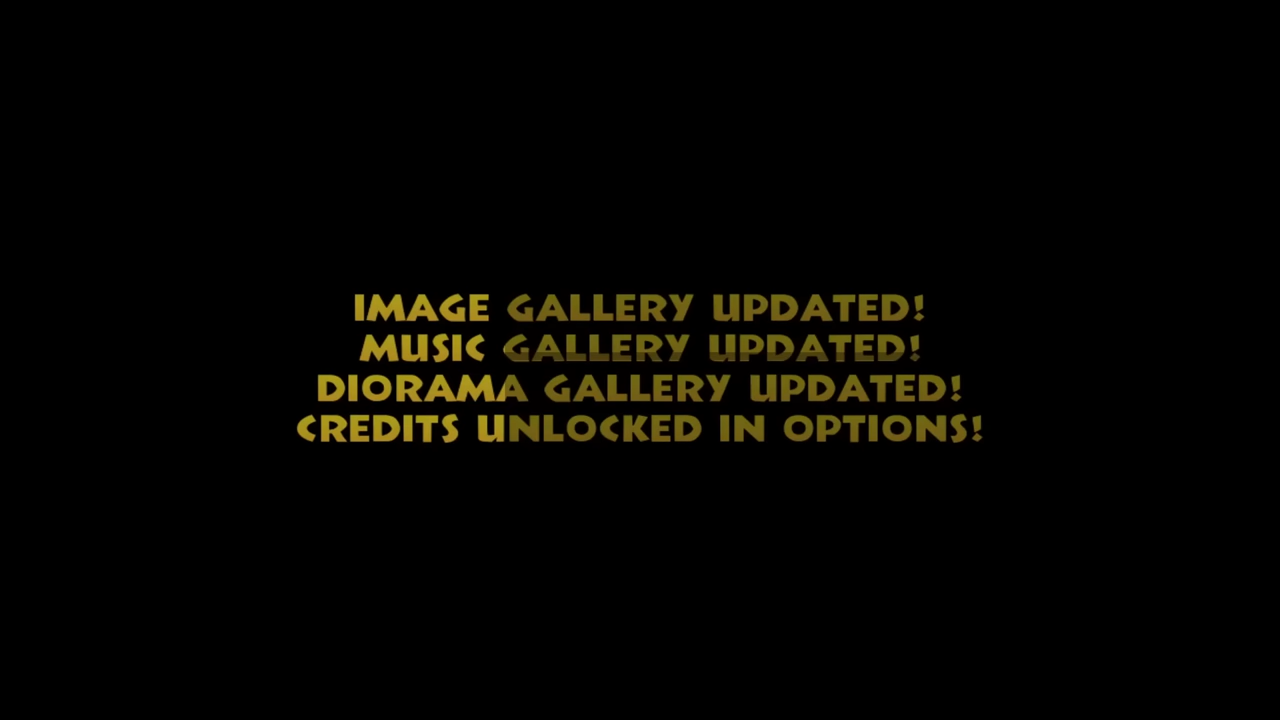 IMAGE GALLERY UPDATED!
MUSIC GALLERY UPDATED!
DIORAMA GALLERY UPDATED!
CREDITS UNLOCKED IN OPTIONS!